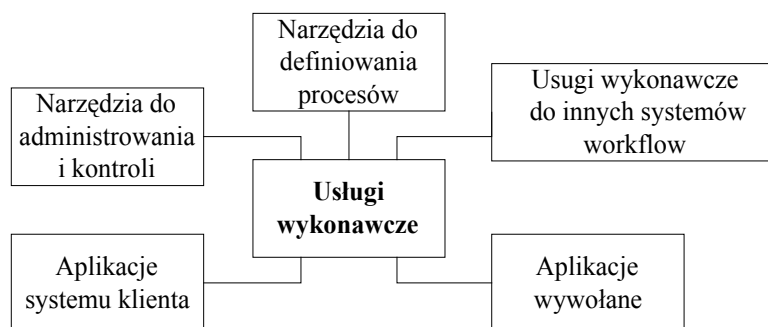 Narzędzia do
definiowania
procesów
Narzędzia do
administrowania
i kontroli
Usugi wykonawcze
do innych systemów
workflow
Usługi
wykonawcze
Aplikacje
systemu klienta
Aplikacje
wywołane